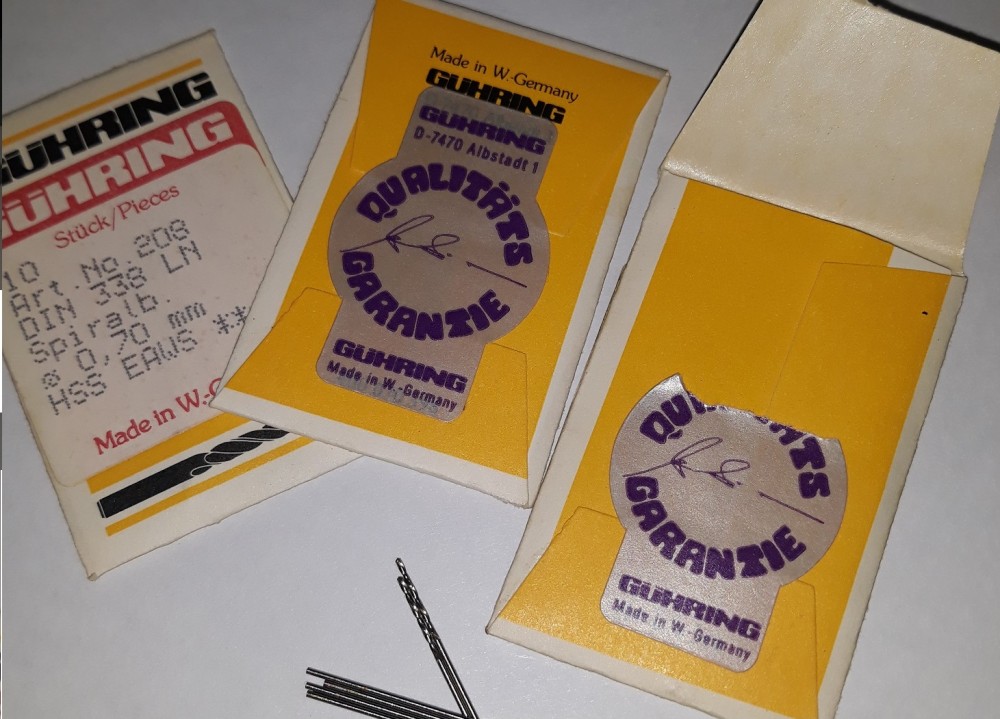 GÜHRING
GÜHRING
Stück/Pieces
10
Art.No.208
DIN 338 LN
Spiralb.
ø 0,70 mm
HSS EAWS **
Made in W.-G
Made in W.-Germany
GÜHRING
GÜHRING
D-7470 Albstadt 1
QUALITÄTS
GARANTIE
GÜHRING
Made in W.-Germany
QU ITÄTS
GARANTIE
GÜHRING
Made in W.-Germany